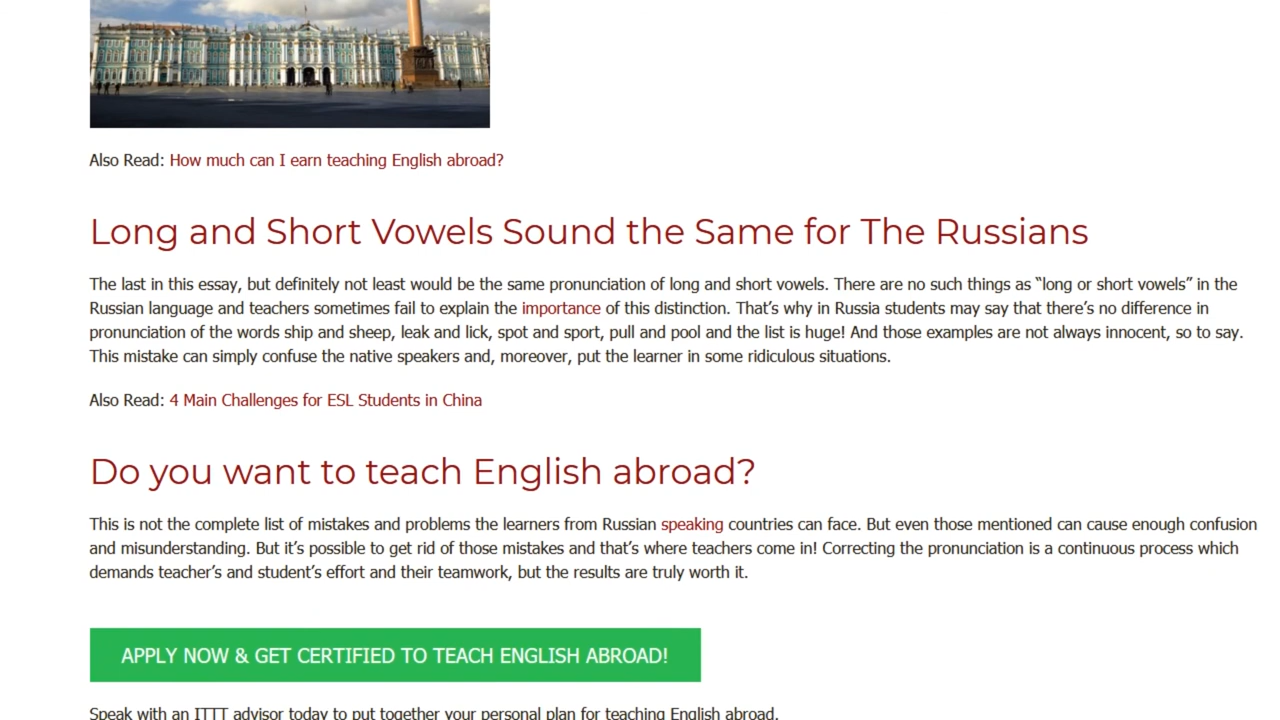 Also Read: How much can I earn teaching English abroad?
Long and Short Vowels Sound the Same for The Russians
The last in this essay, but definitely not least would be the same pronunciation of long and short vowels. There are no such things as “long or short vowels” in the
Russian language and teachers sometimes fail to explain the importance of this distinction. That’s why in Russia students may say that there’s no difference in
pronunciation of the words ship and sheep, leak and lick, spot and sport, pull and pool and the list is huge! And those examples are not always innocent, so to say.
This mistake can simply confuse the native speakers and, moreover, put the learner in some ridiculous situations.
Also Read: 4 Main Challenges for ESL Students in China
Do you want to teach English abroad?
This is not the complete list of mistakes and problems the learners from Russian speaking countries can face. But even those mentioned can cause enough confusion
and misunderstanding. But it’s possible to get rid of those mistakes and that’s where teachers come in! Correcting the pronunciation is a continuous process which
demands teacher’s and student’s effort and their teamwork, but the results are truly worth it.
APPLY NOW & GET CERTIFIED TO TEACH ENGLISH ABROAD!
Speak with an ITTT advisor today to put together your personal plan for teaching English abroad.